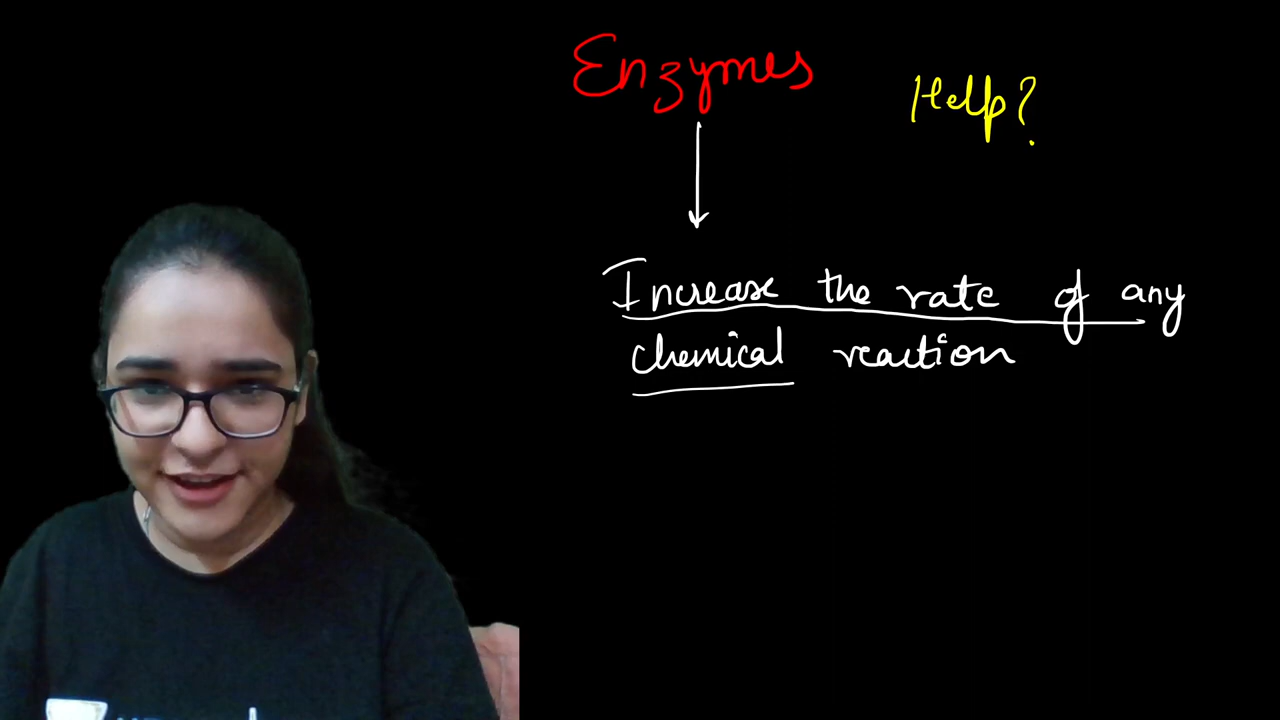 Enzymes
Help?
Increase the rate of any
chemical reaction